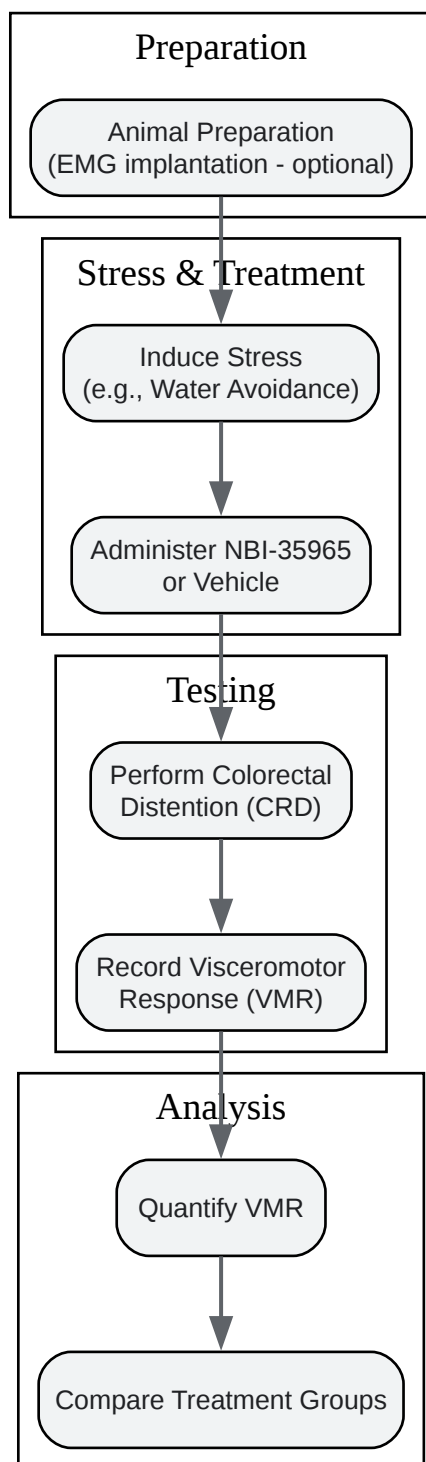 Preparation
Animal Preparation
(EMG implantation - optional)
Stress & Treatment
Induce Stress
(e.g., Water Avoidance)
Administer NBI-35965
or Vehicle
Testing
Perform Colorectal
Distention (CRD)
Record Visceromotor
Response (VMR)
Analysis
Quantify VMR
Compare Treatment Groups